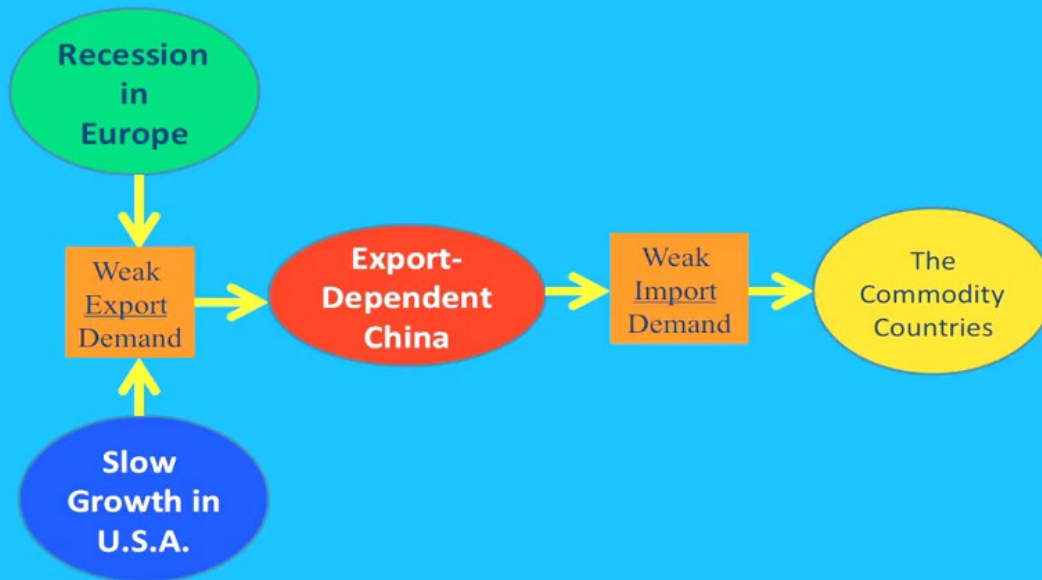 Recession
in
Europe
Weak
Export
Demand
Slow
Growth in
U.S.A.
Export-
Dependent
China
Weak
Import
Demand
The
Commodity
Countries